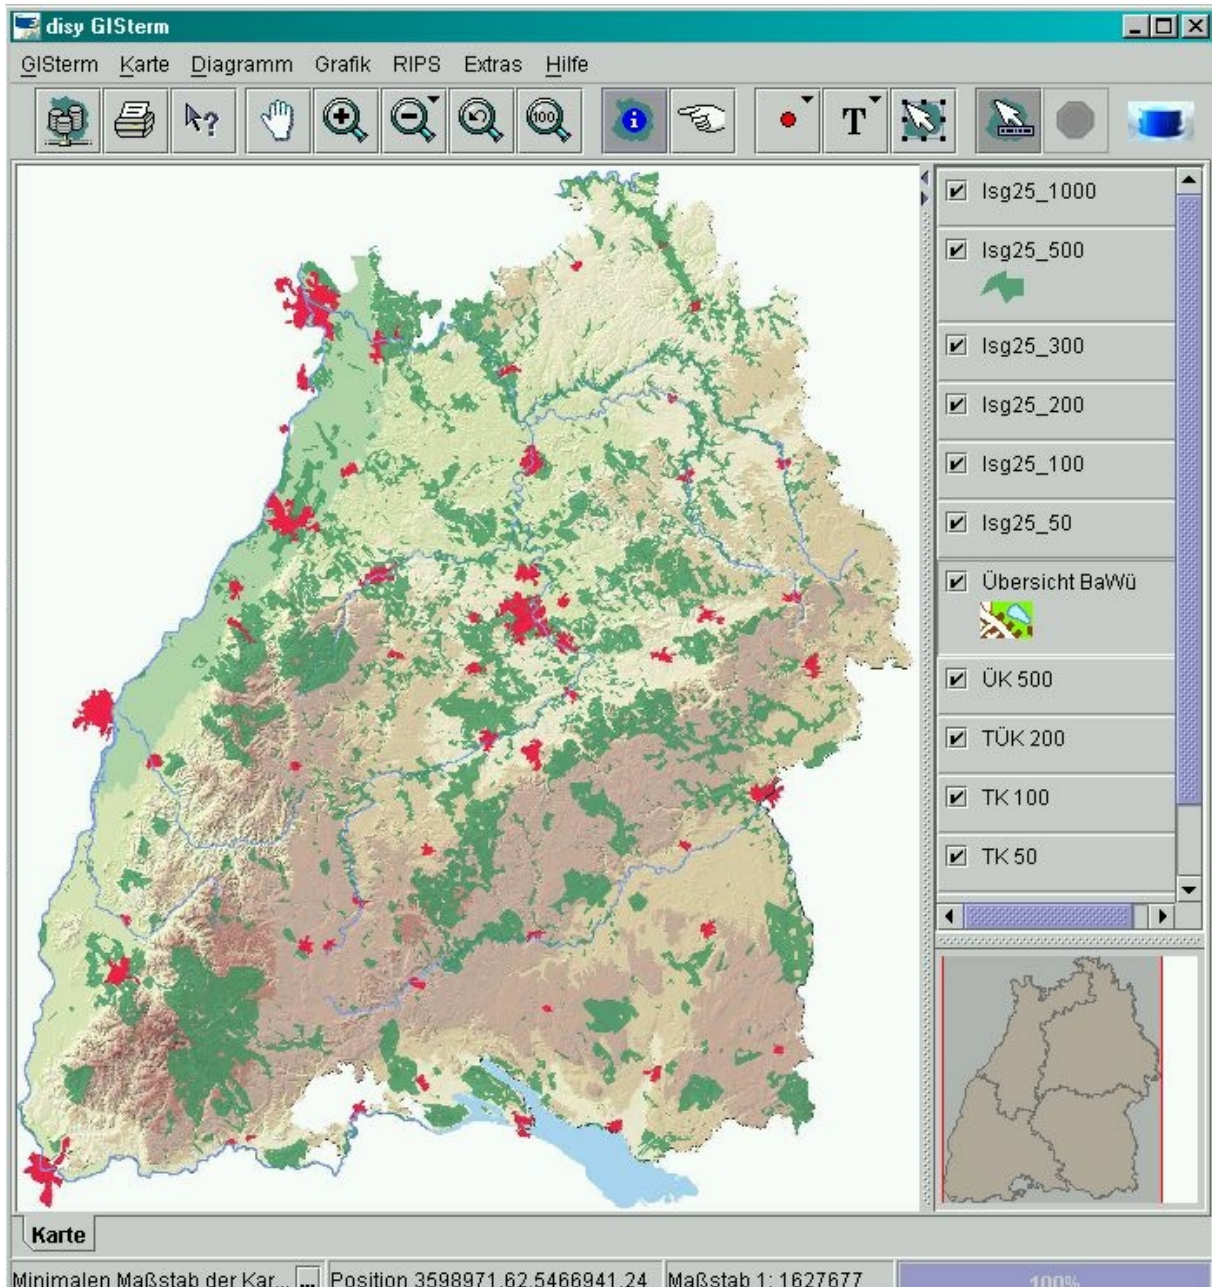 disy GISterm
GISterm Karte Diagramm Grafik RIPS Extras Hilfe
?
100
i
T
lsg25_1000
lsg25_500
lsg25_300
lsg25_200
lsg25_100
lsg25_50
Übersicht BaWü
ÜK 500
TÜK 200
TK 100
TK 50
Karte
Minimalen Maßstab der Kar... ... Position 3598971,62,5466941,24 Maßstab 1: 1627677 100%